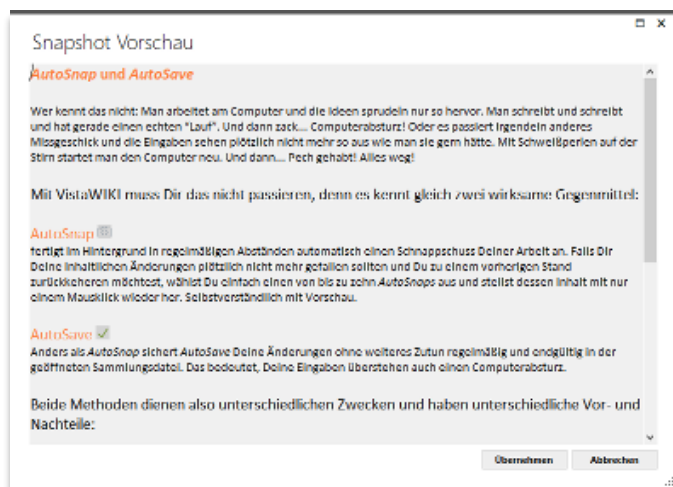 Snapshot Vorschau
AutoSnap und AutoSave
Wer kennt das nicht: Man arbeitet am Computer und die Ideen sprudeln nur so hervor. Man schreibt und schreibt
und hat gerade einen echten "Lauf". Und dann zack... Computerabsturz! Oder es passiert irgendein anderes
Missgeschick und die Eingaben sehen plötzlich nicht mehr so aus wie man sie gern hätte. Mit Schweißperlen auf der
Stirn startet man den Computer neu. Und dann... Pech gehabt! Alles weg!
Mit VistaWIKI muss Dir das nicht passieren, denn es kennt gleich zwei wirksame Gegenmittel:
AutoSnap
fertigt im Hintergrund in regelmäßigen Abständen automatisch einen Schnappschuss Deiner Arbeit an. Falls Dir
Deine inhaltlichen Änderungen plötzlich nicht mehr gefallen sollten und Du zu einem vorherigen Stand
zurückkeheren möchtest, wählst Du einfach einen von bis zu zehn AutoSnaps aus und stellst dessen Inhalt mit nur
einem Mausklick wieder her. Selbstverständlich mit Vorschau.
AutoSave
Anders als AutoSnap sichert AutoSave Deine Änderungen ohne weiteres Zutun regelmäßig und endgültig in der
geöffneten Sammlungsdatei. Das bedeutet, Deine Eingaben überstehen auch einen Computerabsturz.
Beide Methoden dienen also unterschiedlichen Zwecken und haben unterschiedliche Vor- und
Nachteile:
Übernehmen Abbrechen